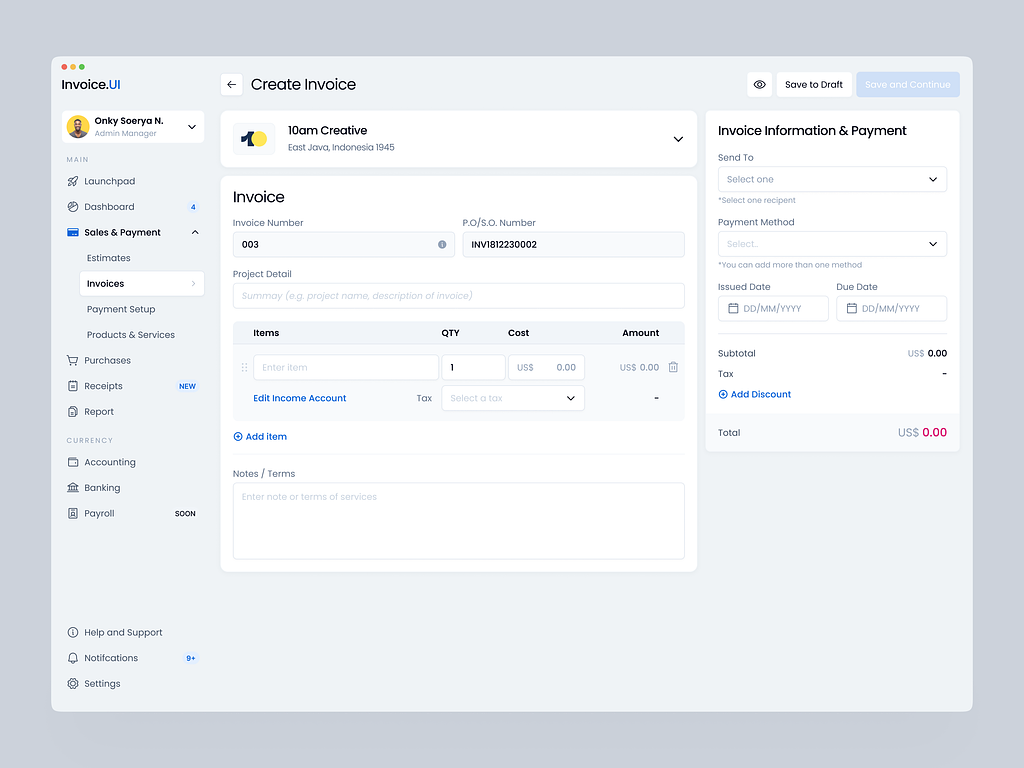 Invoice.UI
Onky Soerya N.
Admin Manager
MAIN
Launchpad
Dashboard 4
Sales & Payment
Estimates
Invoices
Payment Setup
Products & Services
Purchases
Receipts NEW
Report
CURRENCY
Accounting
Banking
Payroll SOON
Help and Support
Notifcations 9+
Settings
Create Invoice
Save to Draft
Save and Continue
10
10am Creative
East Java, Indonesia 1945
Invoice
Invoice Number P.O/S.O. Number
003 INV1812230002
Project Detail
Summay (e.g. project name, description of invoice)
Items QTY Cost Amount
Enter item 1 US$ 0.00 US$ 0.00
Edit Income Account Tax Select a tax -
Add item
Notes / Terms
Enter note or terms of services
Invoice Information & Payment
Send To
Select one
*Select one recipent
Payment Method
Select..
*You can add more than one method
Issued Date Due Date
DD/MM/YYYY DD/MM/YYYY
Subtotal US$ 0.00
Tax -
Add Discount
Total US$ 0.00